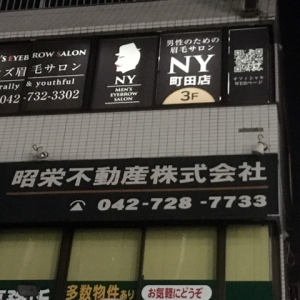 'S EYEBROW SALON
ズ眉毛サロン
rally & youthful
042-732-3302
NY
MEN'S EYEBROW
SALON
男性のための
眉毛サロン
NY
町田店
3F
昭栄不動産株式会社
042-728-7733
多数物件あり
お気軽にどうぞ